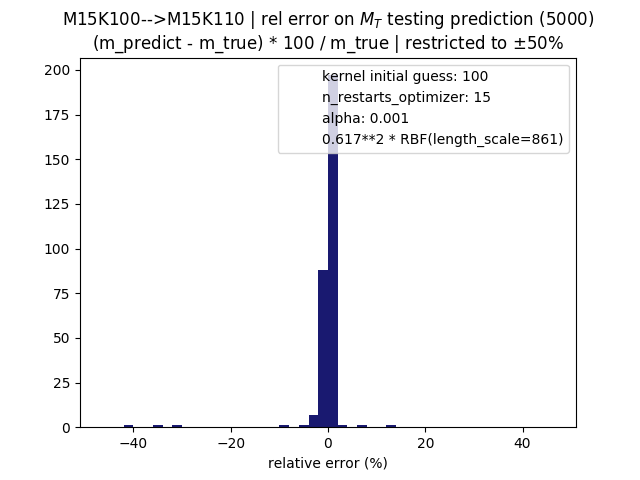 M15K100-->M15K110 | rel error on M_T testing prediction (5000)
(m_predict - m_true) * 100 / m_true | restricted to ±50%
kernel initial guess: 100
n_restarts_optimizer: 15
alpha: 0.001
0.617**2 * RBF(length_scale=861)
200
175
150
125
100
75
50
25
0
−40 −20 0 20 40
relative error (%)